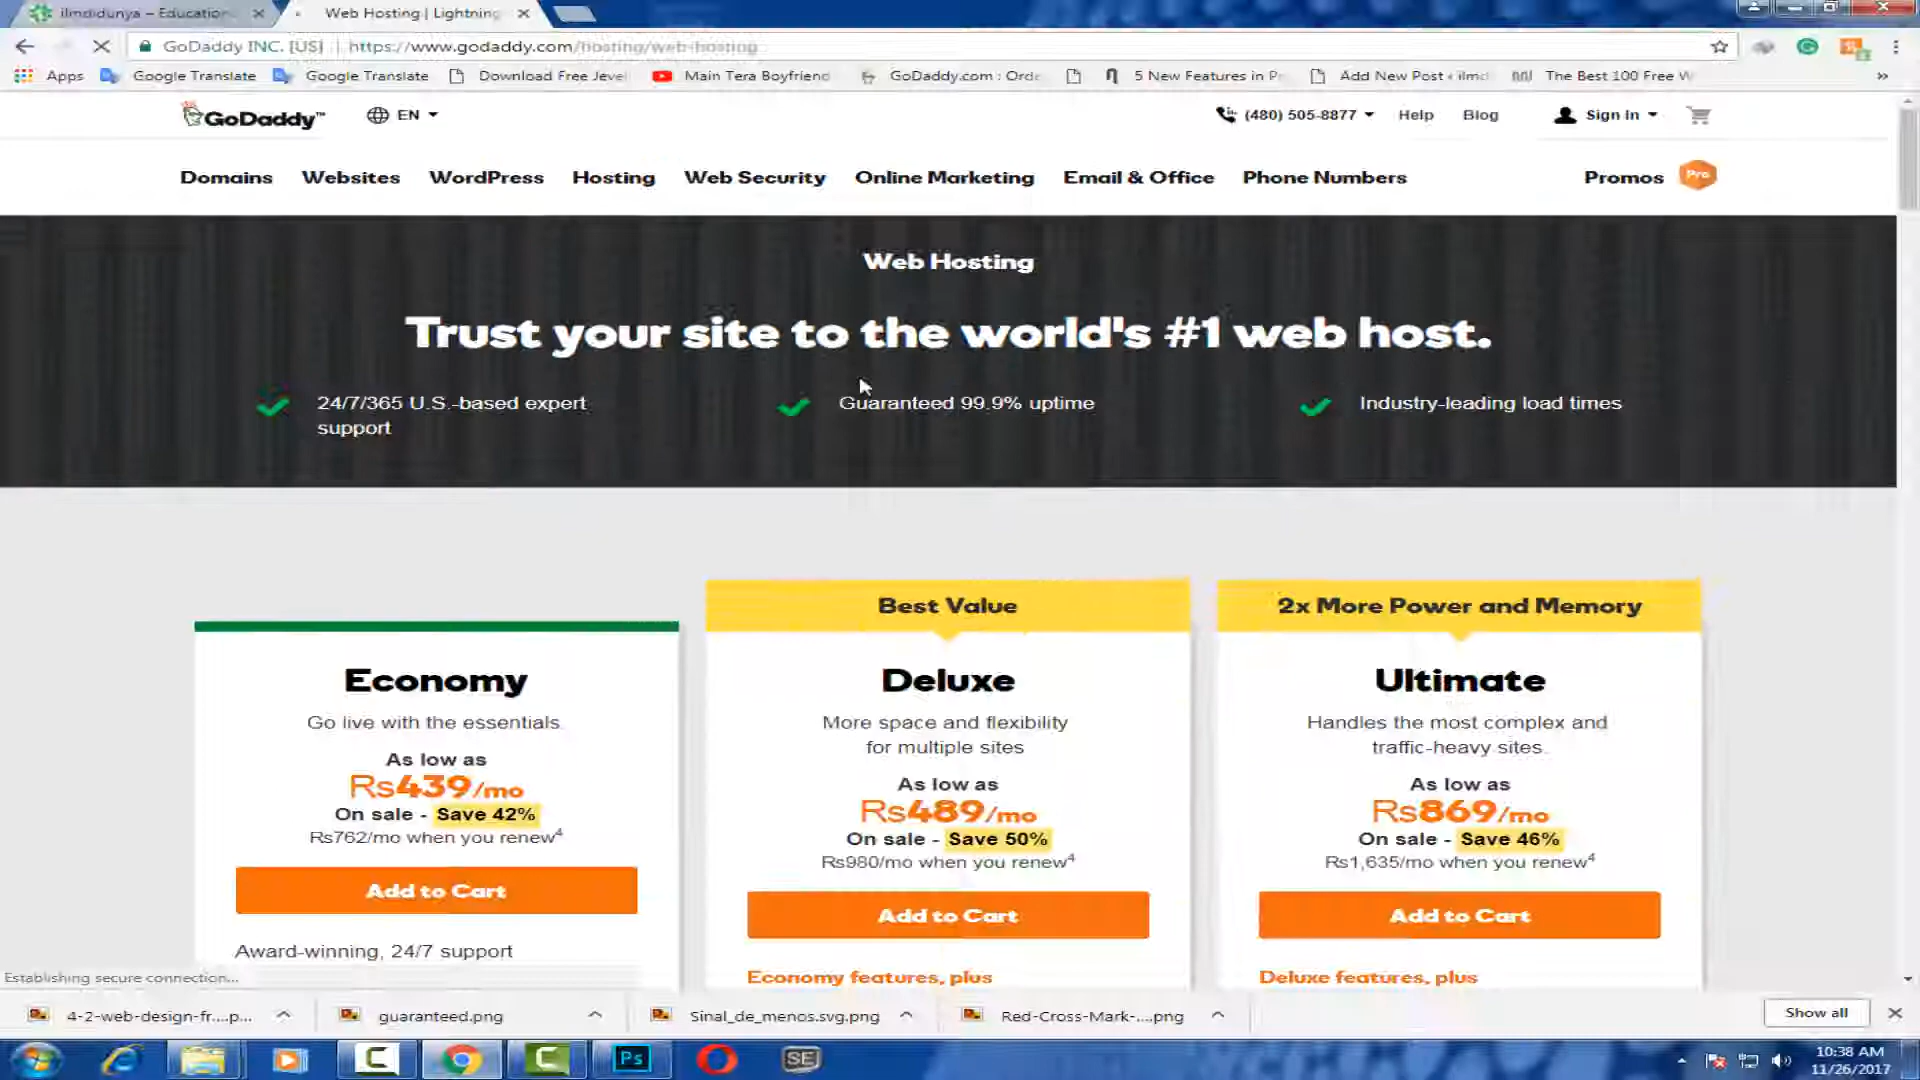 ilmdidunya – Education
Web Hosting | Lightning
GoDaddy INC. [US] https://www.godaddy.com/hosting/web-hosting
Apps Google Translate Google Translate Download Free Jevel Main Tera Boyfriend GoDaddy.com : Orde 5 New Features in P Add New Post ‹ ilmd The Best 100 Free W »
GoDaddy™ EN (480) 505-8877 Help Blog Sign In
Domains Websites WordPress Hosting Web Security Online Marketing Email & Office Phone Numbers Promos Pro
Web Hosting
Trust your site to the world's #1 web host.
24/7/365 U.S.-based expert
support
Guaranteed 99.9% uptime
Industry-leading load times
Economy
Go live with the essentials.
As low as
Rs439/mo
On sale - Save 42%
Rs762/mo when you renew4
Add to Cart
Award-winning, 24/7 support
Best Value
Deluxe
More space and flexibility
for multiple sites
As low as
Rs489/mo
On sale - Save 50%
Rs980/mo when you renew4
Add to Cart
Economy features, plus
2x More Power and Memory
Ultimate
Handles the most complex and
traffic-heavy sites.
As low as
Rs869/mo
On sale - Save 46%
Rs1,635/mo when you renew4
Add to Cart
Deluxe features, plus
Establishing secure connection...
4-2-web-design-fr....p... guaranteed.png Sinal_de_menos.svg.png Red-Cross-Mark-....png Show all
Ps SE
10:38 AM
11/26/2017